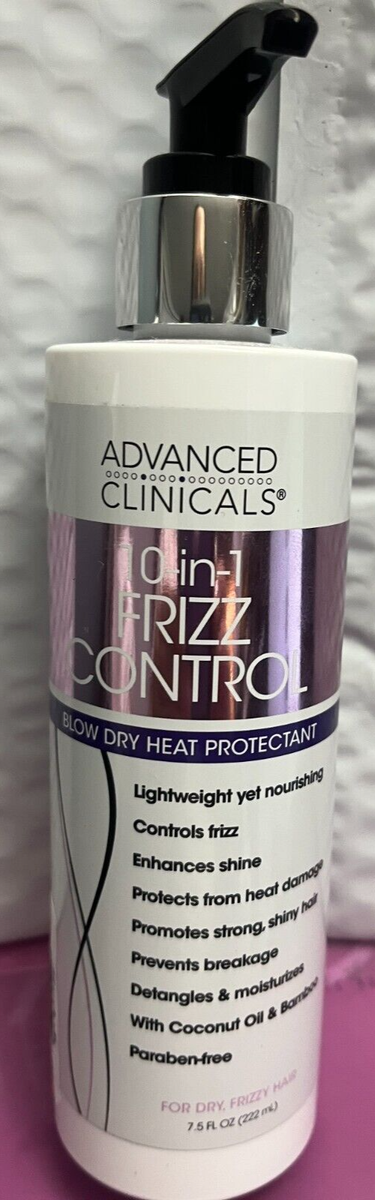 ADVANCED
CLINICALS®
10-in-1
FRIZZ
CONTROL
BLOW DRY HEAT PROTECTANT
Lightweight yet nourishing
Controls frizz
Enhances shine
Protects from heat damage
Promotes strong, shiny hair
Prevents breakage
Detangles & moisturizes
With Coconut Oil & Bamboo
Paraben-free
FOR DRY, FRIZZY HAIR
7.5 FL OZ (222 mL)